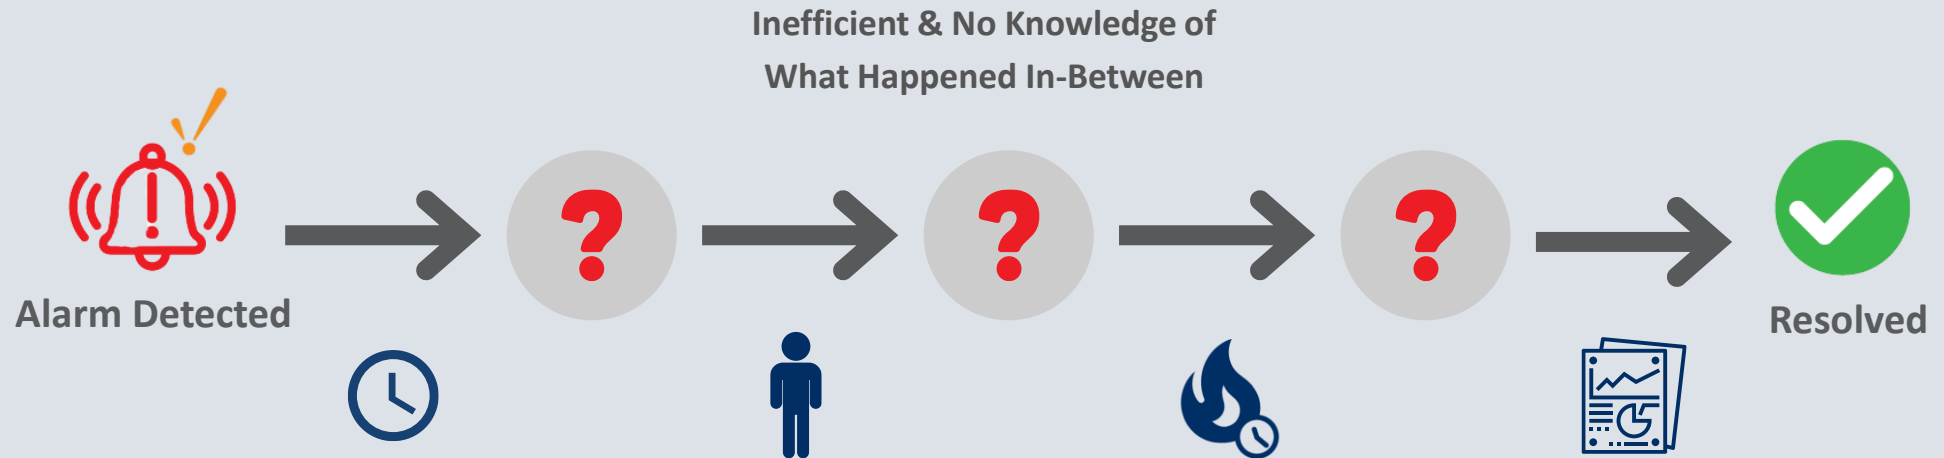 Inefficient & No Knowledge of
What Happened In-Between
Alarm Detected
Resolved